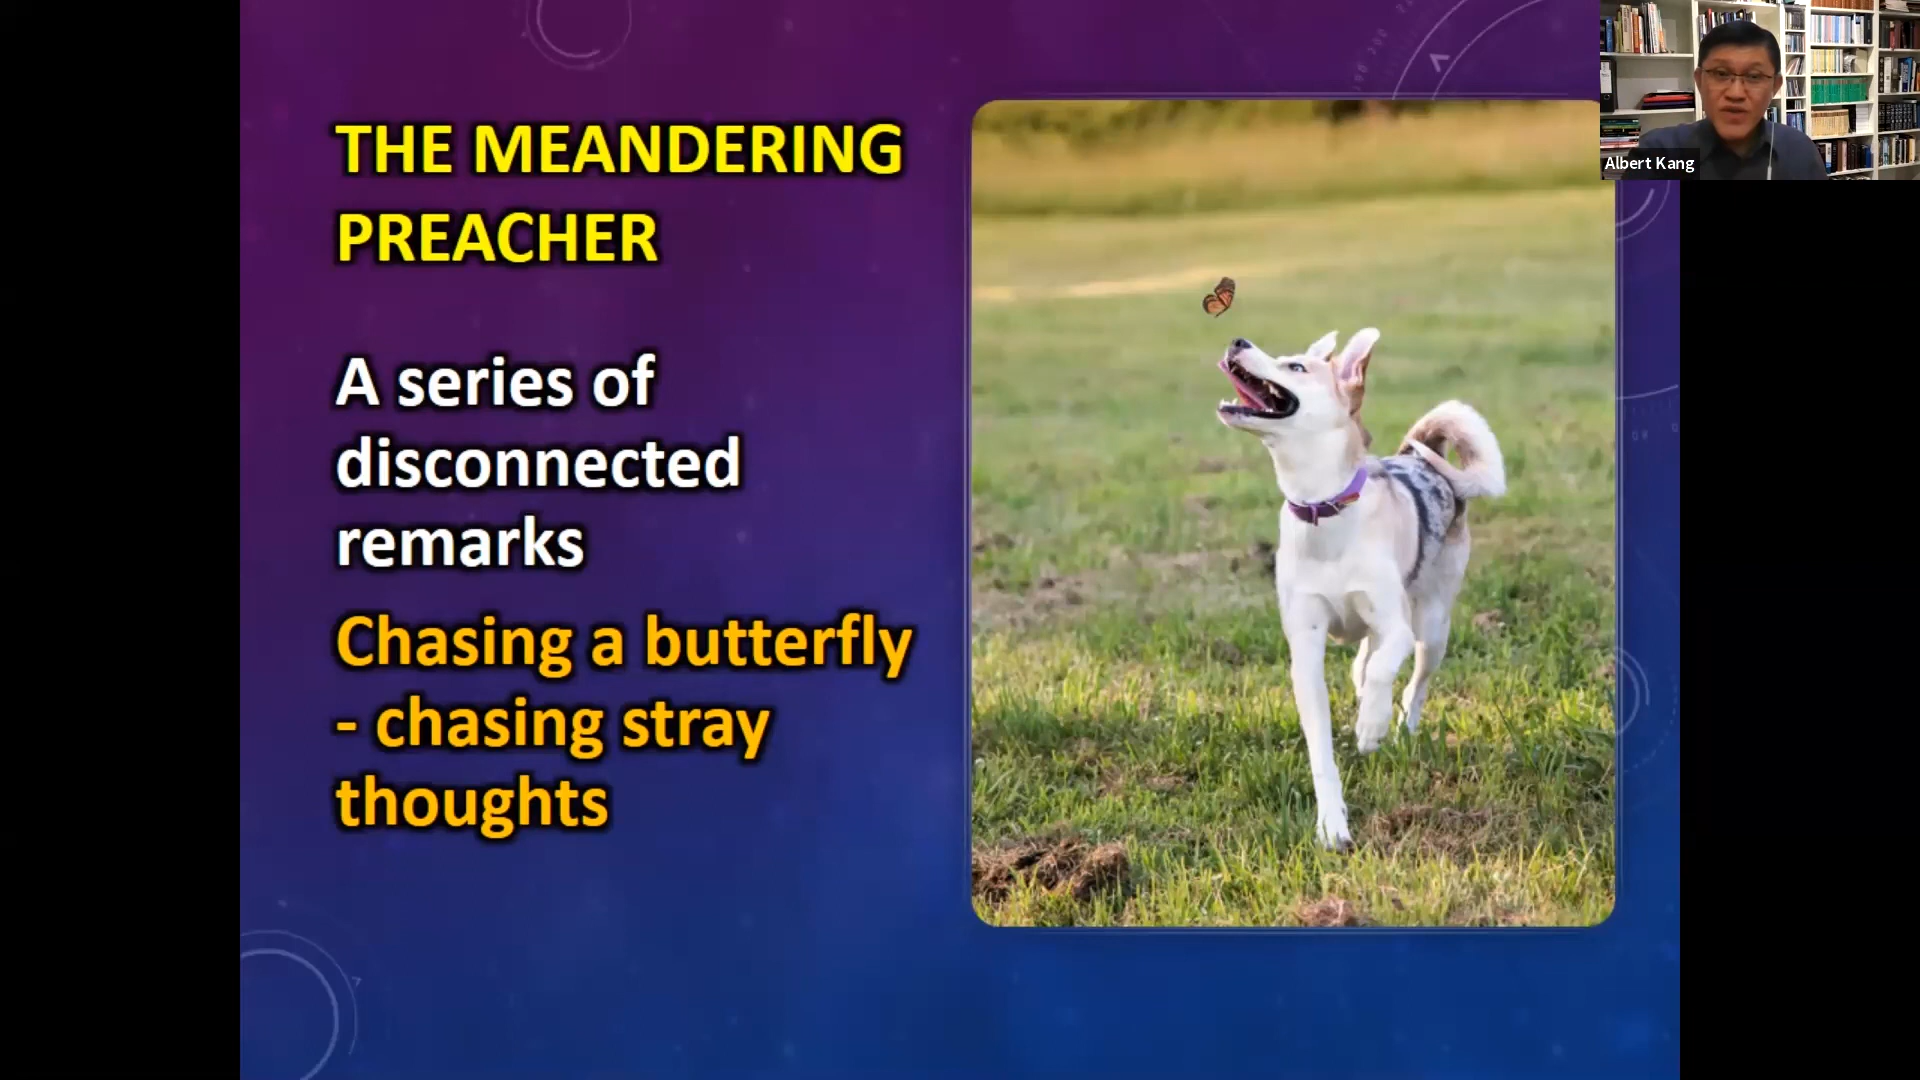 THE MEANDERING
PREACHER
A series of
disconnected
remarks
Chasing a butterfly
- chasing stray
thoughts
Albert Kang